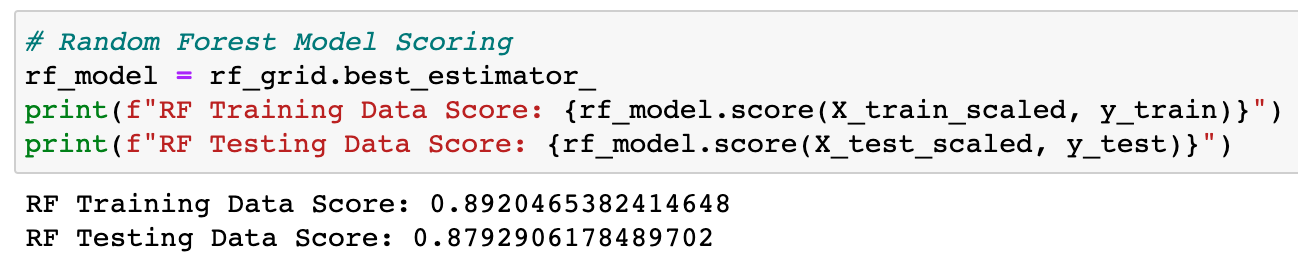 # Random Forest Model Scoring
rf_model = rf_grid.best_estimator_
print(f"RF Training Data Score: {rf_model.score(X_train_scaled, y_train)}")
print(f"RF Testing Data Score: {rf_model.score(X_test_scaled, y_test)}")
RF Training Data Score: 0.8920465382414648
RF Testing Data Score: 0.8792906178489702